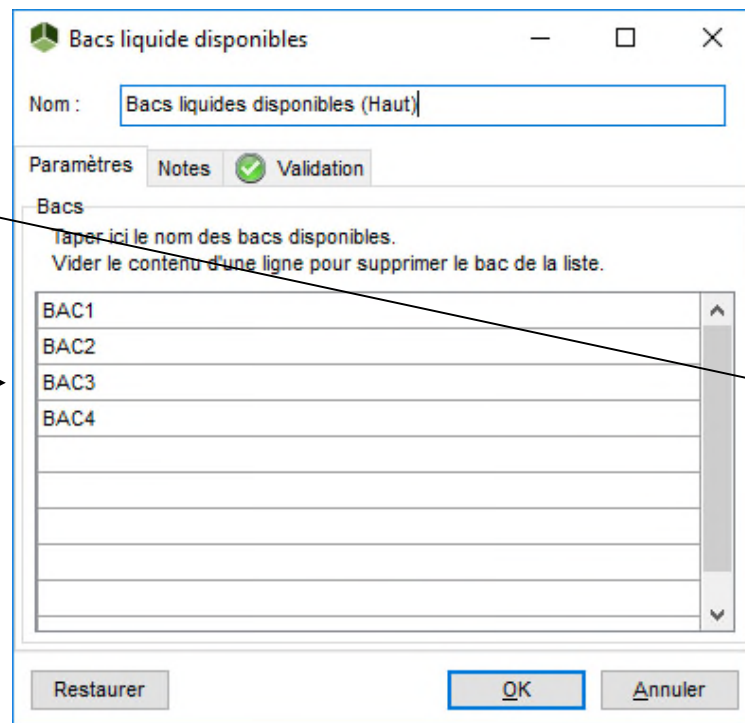 Bacs liquide disponibles
Nom : Bacs liquides disponibles (Haut)
Paramètres Notes Validation
Bacs
Taper ici le nom des bacs disponibles.
Vider le contenu d'une ligne pour supprimer le bac de la liste.
BAC1
BAC2
BAC3
BAC4
Restaurer OK Annuler